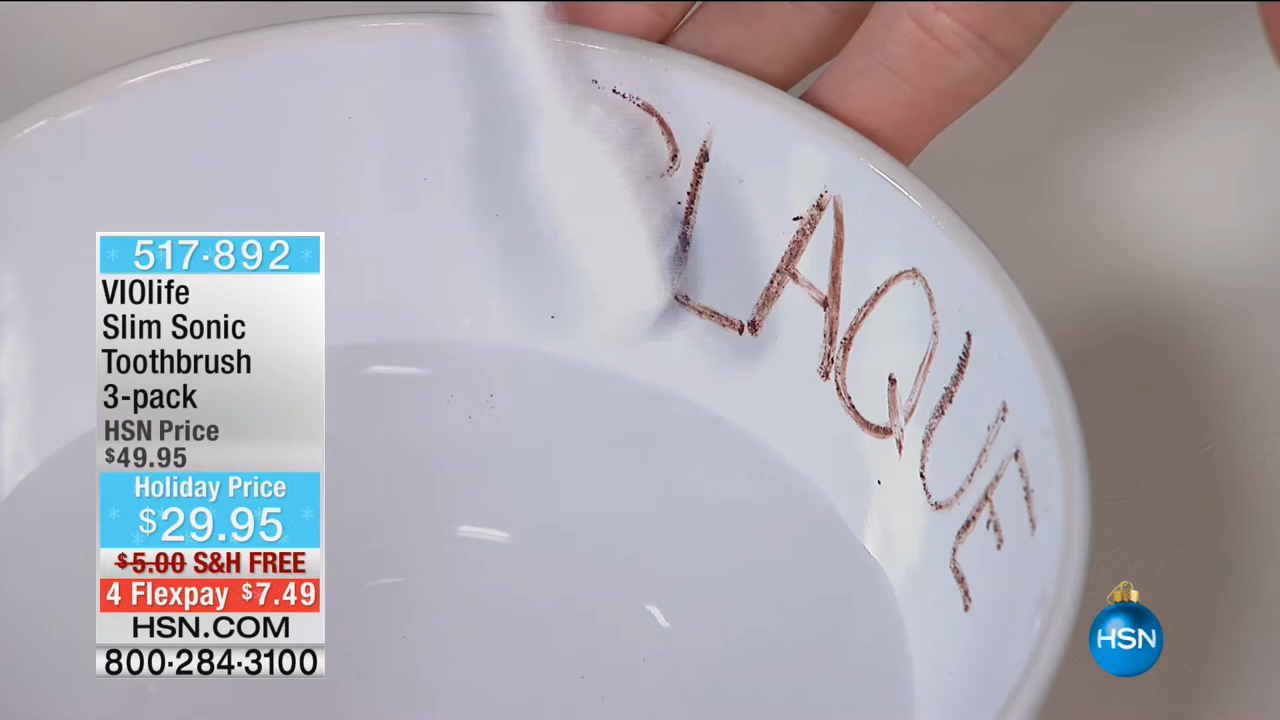 517·892
VIOlife
Slim Sonic
Toothbrush
3-pack
HSN Price
$49.95
Holiday Price
$29.95
$5.00 S&H FREE
4 Flexpay $7.49
HSN.COM
800·284·3100
PLAQUE
HSN